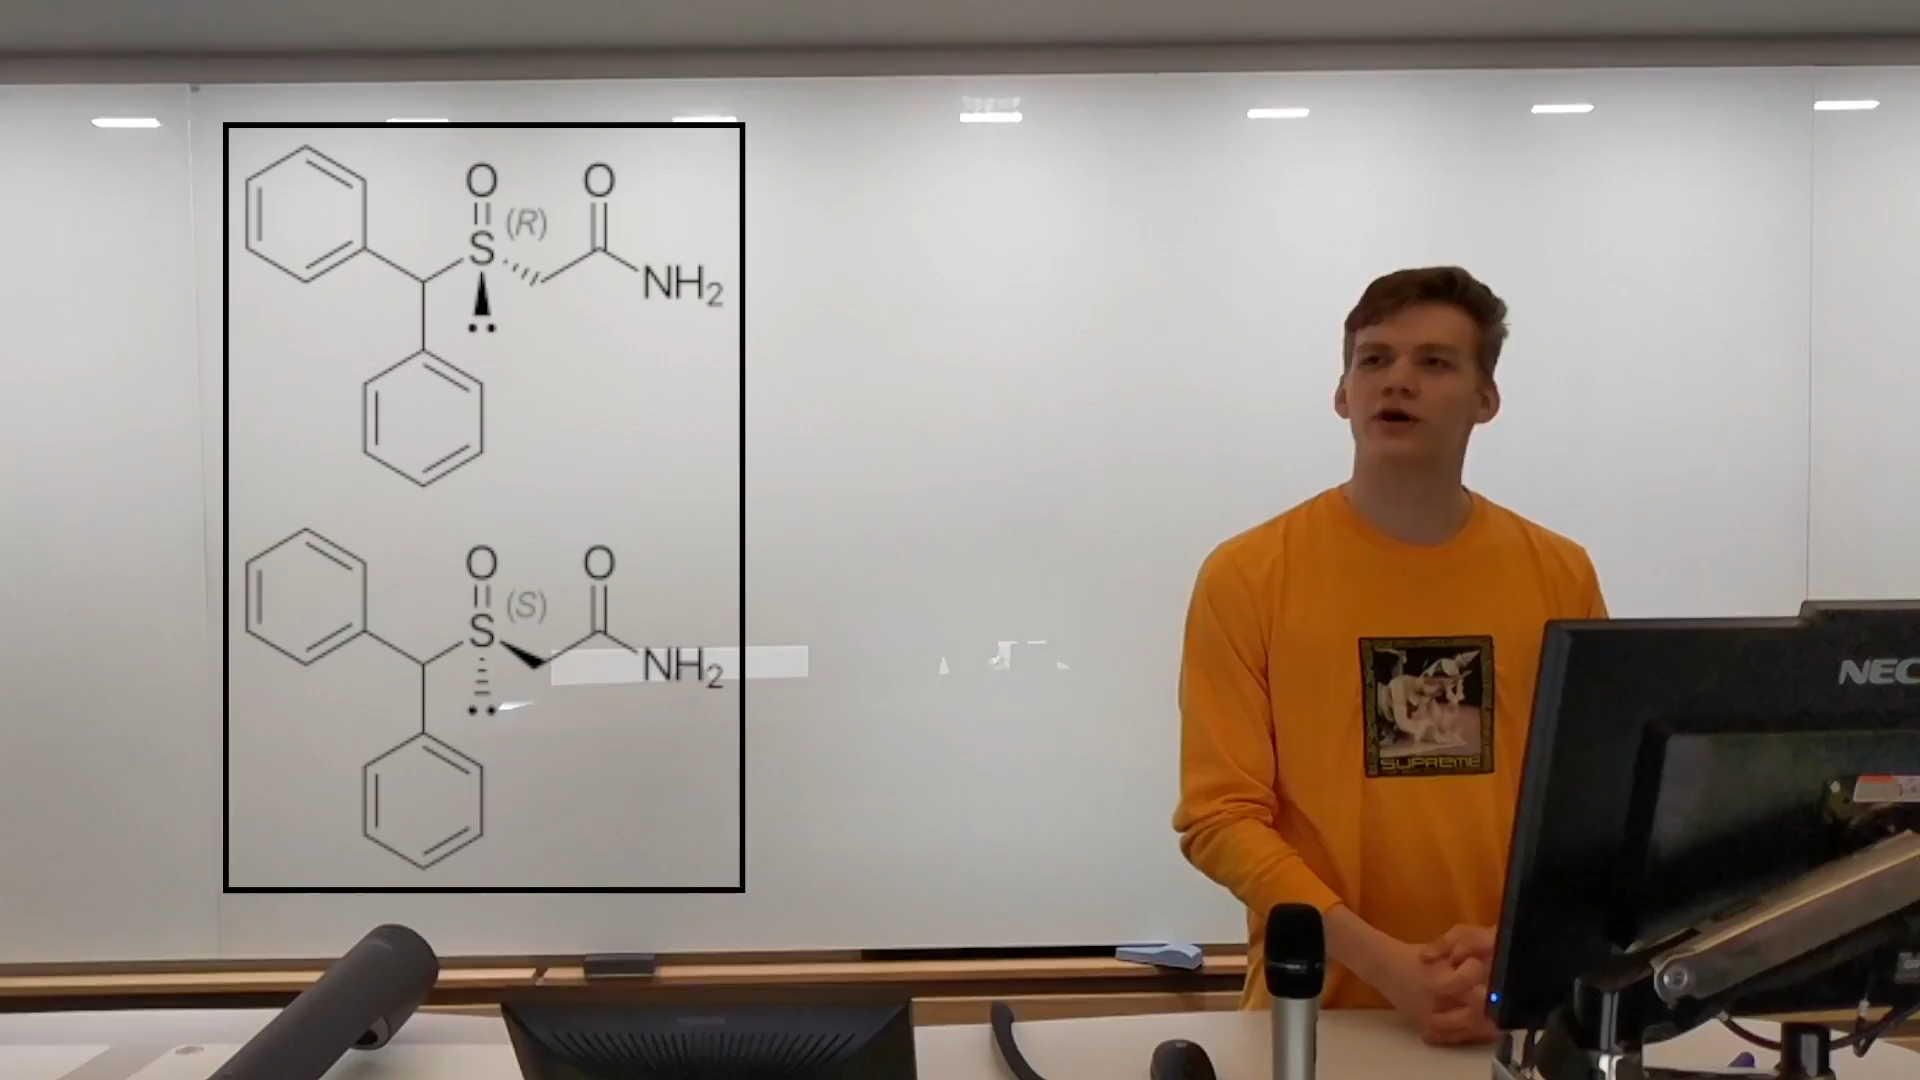 O O
S (R)
NH2
O O
S (S)
NH2
SUPREME
NEC